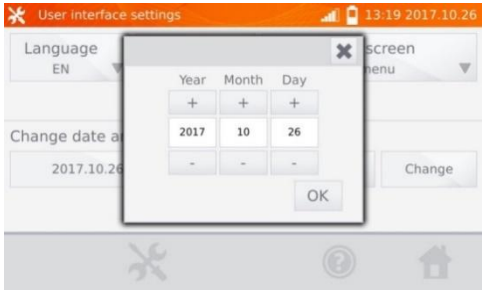 User interface settings 13:19 2017.10.26
Language screen
EN menu
Year Month Day
+ + +
2017 10 26
- - -
Change date a
2017.10.26 Change
OK